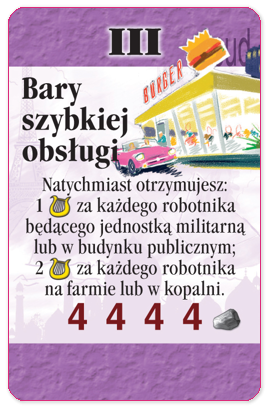 III
BURGER
ud
Bary
szybkiej
obsługi
Natychmiast otrzymujesz:
1 za każdego robotnika
będącego jednostką militarną
lub w budynku publicznym;
2 za każdego robotnika
na farmie lub w kopalni.
4 4 4 4